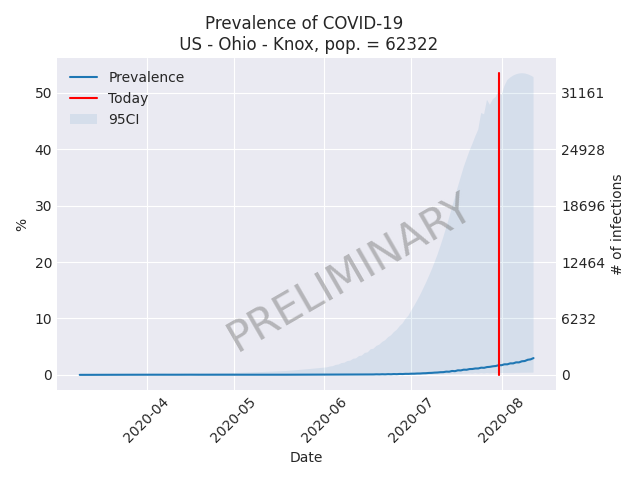 Prevalence of COVID-19
US - Ohio - Knox, pop. = 62322
Prevalence
Today
95CI
50
40
30
20
10
0
%
31161
24928
18696
12464
6232
0
# of infections
PRELIMINARY
2020-04
2020-05
2020-06
2020-07
2020-08
Date